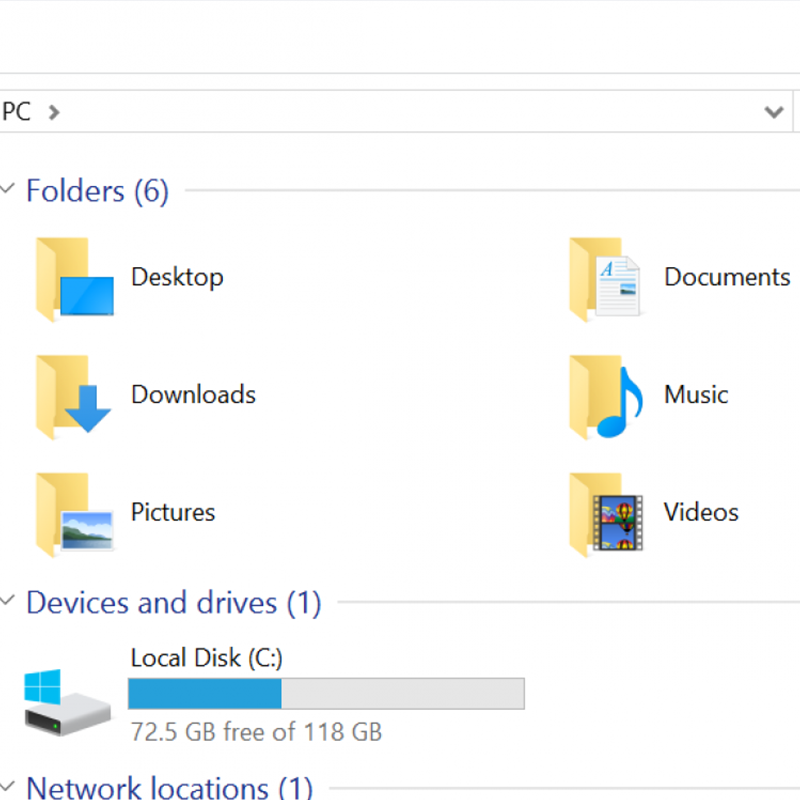 PC
Folders (6)
Desktop
Documents
Downloads
Music
Pictures
Videos
Devices and drives (1)
Local Disk (C:)
72.5 GB free of 118 GB
Network locations (1)